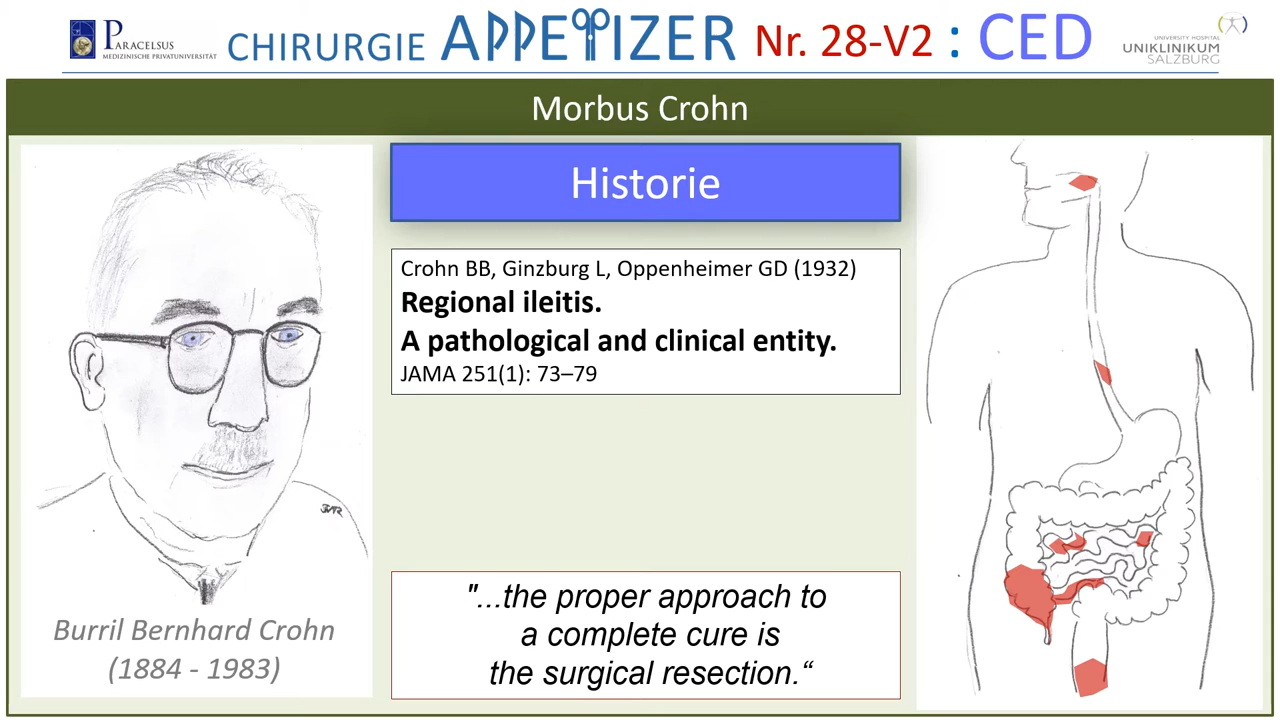 PARACELSUS
MEDIZINISCHE PRIVATUNIVERSITÄT
CHIRURGIE APPETIZER Nr. 28-V2 : CED
UNIVERSITY HOSPITAL
UNIKLINIKUM
SALZBURG
Morbus Crohn
Historie
Crohn BB, Ginzburg L, Oppenheimer GD (1932)
Regional ileitis.
A pathological and clinical entity.
JAMA 251(1): 73–79
Burril Bernhard Crohn
(1884 - 1983)
"...the proper approach to
a complete cure is
the surgical resection.“